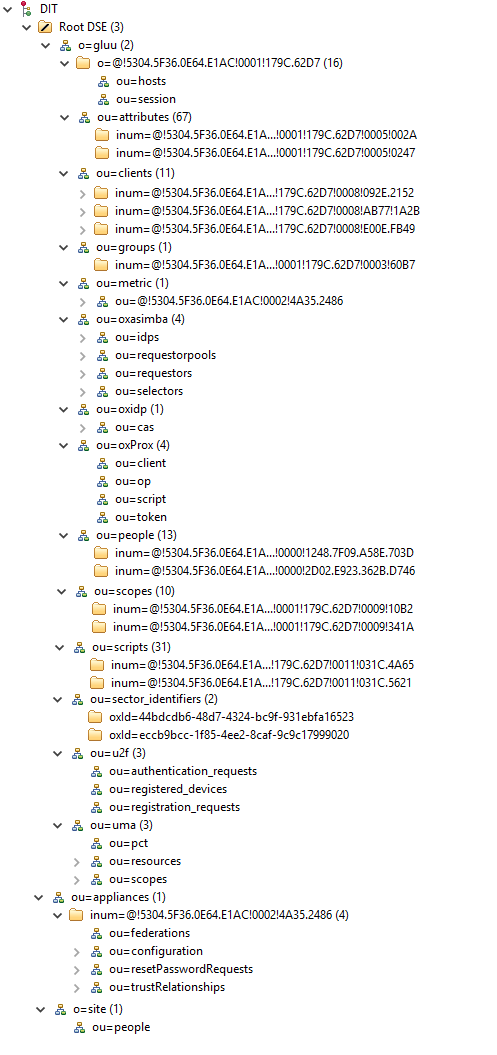 DIT
Root DSE (3)
o=gluu (2)
o=@!5304.5F36.0E64.E1AC!0001!179C.62D7 (16)
ou=hosts
ou=session
ou=attributes (67)
inum=@!5304.5F36.0E64.E1A...!0001!179C.62D7!0005!002A
inum=@!5304.5F36.0E64.E1A...!0001!179C.62D7!0005!0247
ou=clients (11)
inum=@!5304.5F36.0E64.E1A...!179C.62D7!0008!092E.2152
inum=@!5304.5F36.0E64.E1A...!179C.62D7!0008!AB77!1A2B
inum=@!5304.5F36.0E64.E1A...!179C.62D7!0008!E00E.FB49
ou=groups (1)
inum=@!5304.5F36.0E64.E1A...!0001!179C.62D7!0003!60B7
ou=metric (1)
ou=@!5304.5F36.0E64.E1AC!0002!4A35.2486
ou=oxasimba (4)
ou=idps
ou=requestorpools
ou=requestors
ou=selectors
ou=oxidp (1)
ou=cas
ou=oxProx (4)
ou=client
ou=op
ou=script
ou=token
ou=people (13)
inum=@!5304.5F36.0E64.E1A...!0000!1248.7F09.A58E.703D
inum=@!5304.5F36.0E64.E1A...!0000!2D02.E923.362B.D746
ou=scopes (10)
inum=@!5304.5F36.0E64.E1A...!0001!179C.62D7!0009!10B2
inum=@!5304.5F36.0E64.E1A...!0001!179C.62D7!0009!341A
ou=scripts (31)
inum=@!5304.5F36.0E64.E1A...!179C.62D7!0011!031C.4A65
inum=@!5304.5F36.0E64.E1A...!179C.62D7!0011!031C.5621
ou=sector_identifiers (2)
oxId=44bdcdb6-48d7-4324-bc9f-931ebfa16523
oxId=eccb9bcc-1f85-4ee2-8caf-9c9c17999020
ou=u2f (3)
ou=authentication_requests
ou=registered_devices
ou=registration_requests
ou=uma (3)
ou=pct
ou=resources
ou=scopes
ou=appliances (1)
inum=@!5304.5F36.0E64.E1AC!0002!4A35.2486 (4)
ou=federations
ou=configuration
ou=resetPasswordRequests
ou=trustRelationships
o=site (1)
ou=people